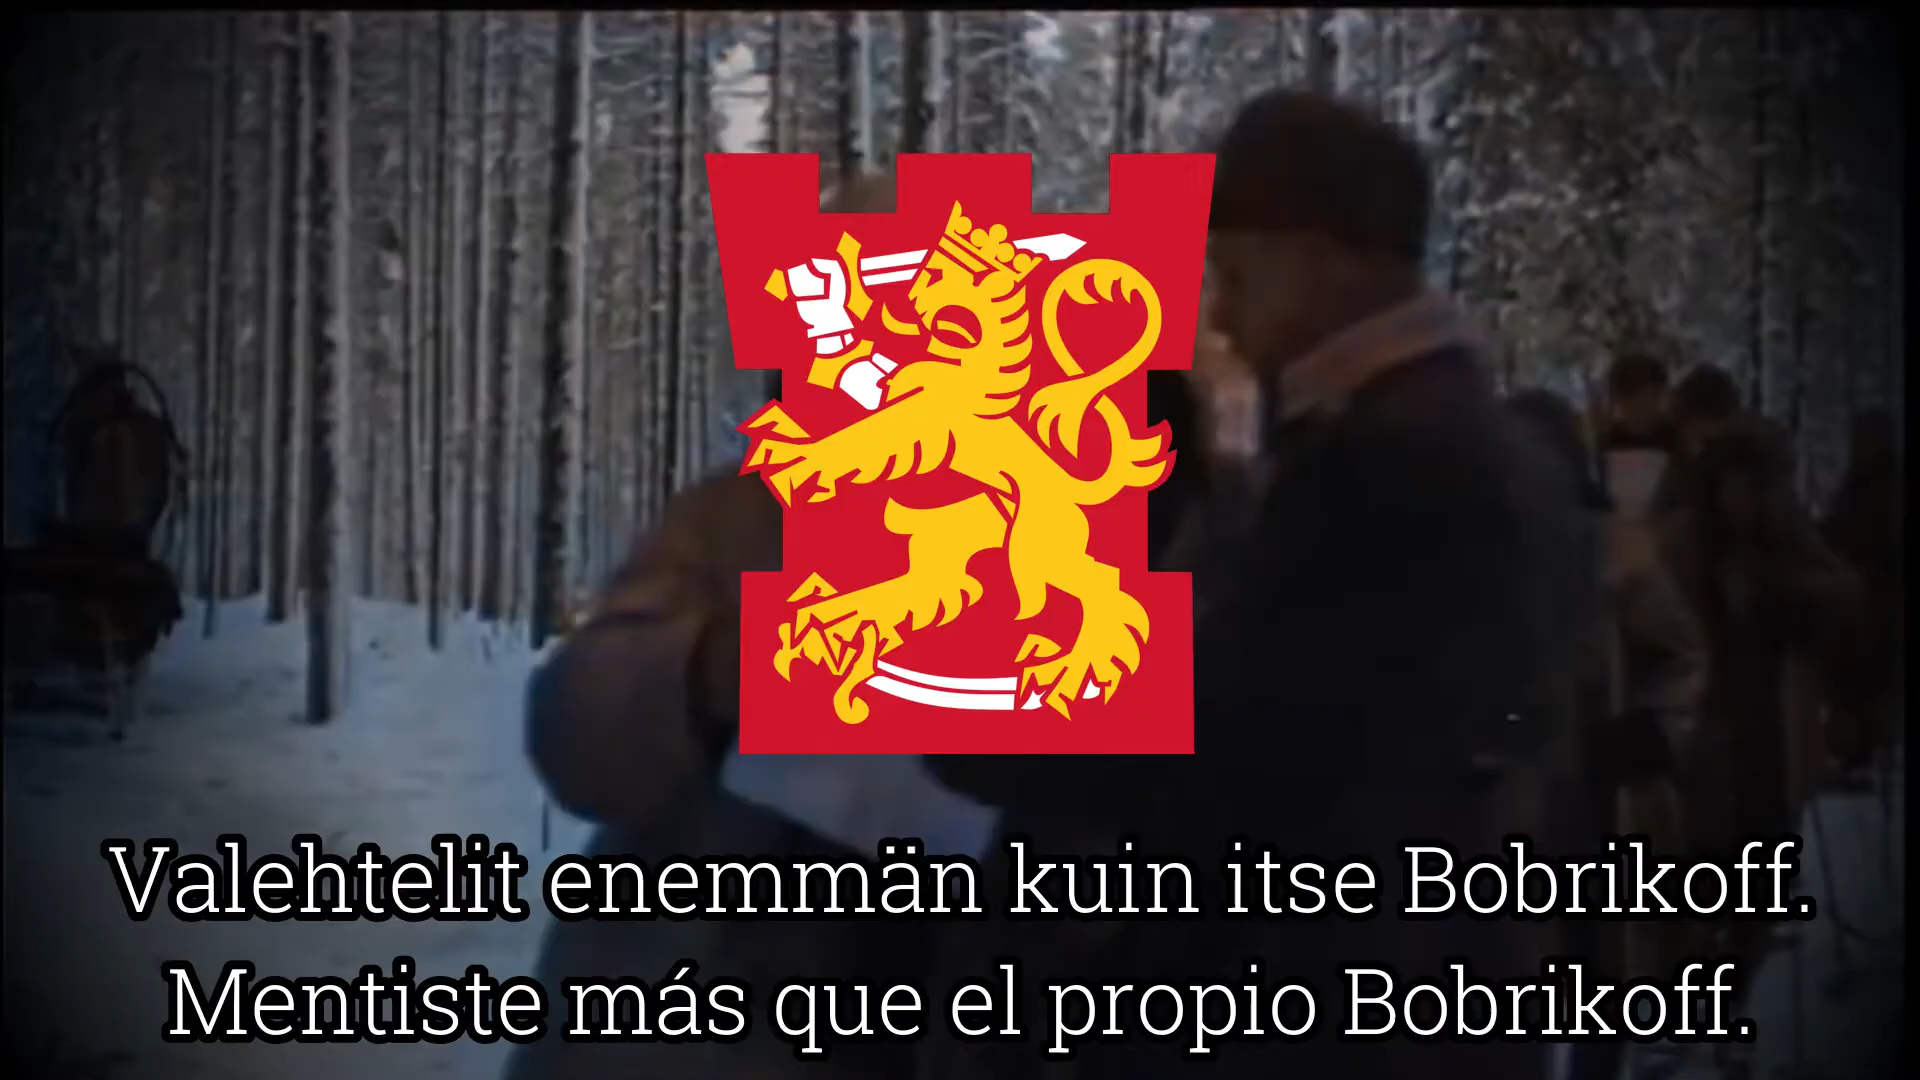 Valehtelit enemmän kuin itse Bobrikoff.
Mentiste más que el propio Bobrikoff.